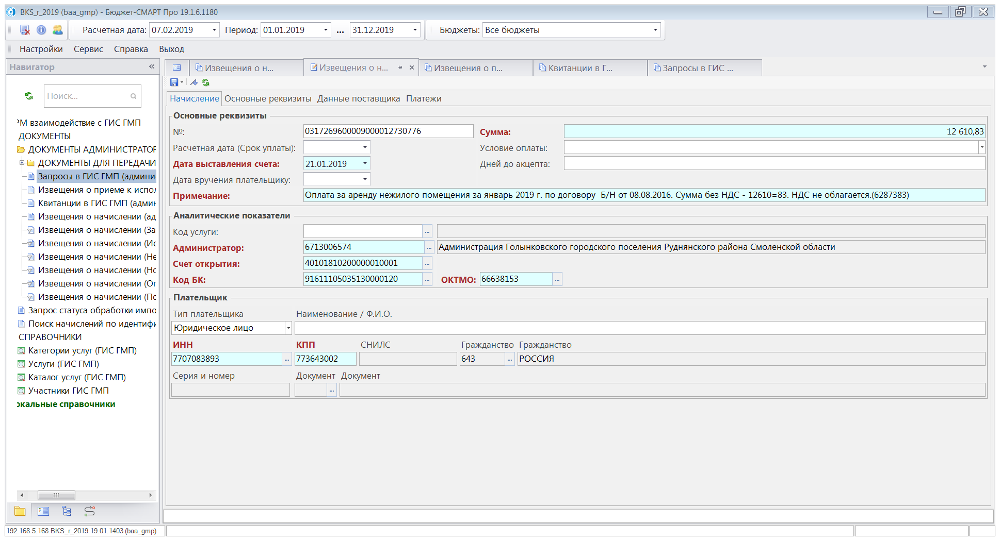 BKS_r_2019 (baa_gmp) - Бюджет-СМАРТ Про 19.1.6.1180
Расчетная дата: 07.02.2019 Период: 01.01.2019 ... 31.12.2019 Бюджеты: Все бюджеты
Настройки Сервис Справка Выход
Навигатор «
Извещения о н... Извещения о н... Извещения о п... Квитанции в Г... Запросы в ГИС ...
Поиск...
РМ взаимодействие с ГИС ГМП
ДОКУМЕНТЫ
ДОКУМЕНТЫ АДМИНИСТРАТОР
ДОКУМЕНТЫ ДЛЯ ПЕРЕДАЧИ
Запросы в ГИС ГМП (админи
Извещения о приеме к испол
Квитанции в ГИС ГМП (админ
Извещения о начислении (ад
Извещения о начислении (За
Извещения о начислении (Ис
Извещения о начислении (Не
Извещения о начислении (Но
Извещения о начислении (Ог
Извещения о начислении (По
Запрос статуса обработки импо
Поиск начислений по идентифи
СПРАВОЧНИКИ
Категории услуг (ГИС ГМП)
Услуги (ГИС ГМП)
Каталог услуг (ГИС ГМП)
Участники ГИС ГМП
окальные справочники
Начисление Основные реквизиты Данные поставщика Платежи
Основные реквизиты
№: 0317269600009000012730776 Сумма: 12 610,83
Расчетная дата (Срок уплаты): Условие оплаты:
Дата выставления счета: 21.01.2019 Дней до акцепта:
Дата вручения плательщику:
Примечание: Оплата за аренду нежилого помещения за январь 2019 г. по договору  Б/Н от 08.08.2016. Сумма без НДС - 12610=83. НДС не облагается.(6287383)
Аналитические показатели
Код услуги: ...
Администратор: 6713006574 ... Администрация Голынковского городского поселения Руднянского района Смоленской области
Счет открытия: 40101810200000010001 ...
Код БК: 91611105035130000120 ... ОКТМО: 66638153 ...
Плательщик
Тип плательщика Наименование / Ф.И.О.
Юридическое лицо
ИНН КПП СНИЛС Гражданство Гражданство
7707083893 ... 773643002 643 ... РОССИЯ
Серия и номер Документ Документ
...
192.168.5.168.BKS_r_2019 19.01.1403 (baa_gmp)